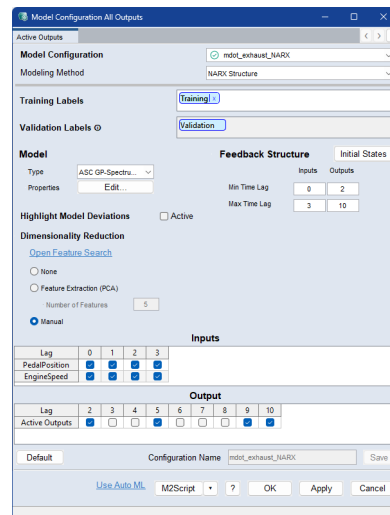 Model Configuration All Outputs
Active Outputs
Model Configuration mdot_exhaust_NARX
Modeling Method NARX Structure
Training Labels Training x
Validation Labels Validation
Model Feedback Structure Initial States
Type ASC GP-Spectru... Inputs Outputs
Properties Edit... Min Time Lag 0 2
Max Time Lag 3 10
Highlight Model Deviations Active
Dimensionality Reduction
Open Feature Search
None
Feature Extraction (PCA)
Number of Features 5
Manual
Inputs
Lag 0 1 2 3
PedalPosition
EngineSpeed
Output
Lag 2 3 4 5 6 7 8 9 10
Active Outputs
Default Configuration Name mdot_exhaust_NARX Save
Use Auto ML M2Script ? OK Apply Cancel